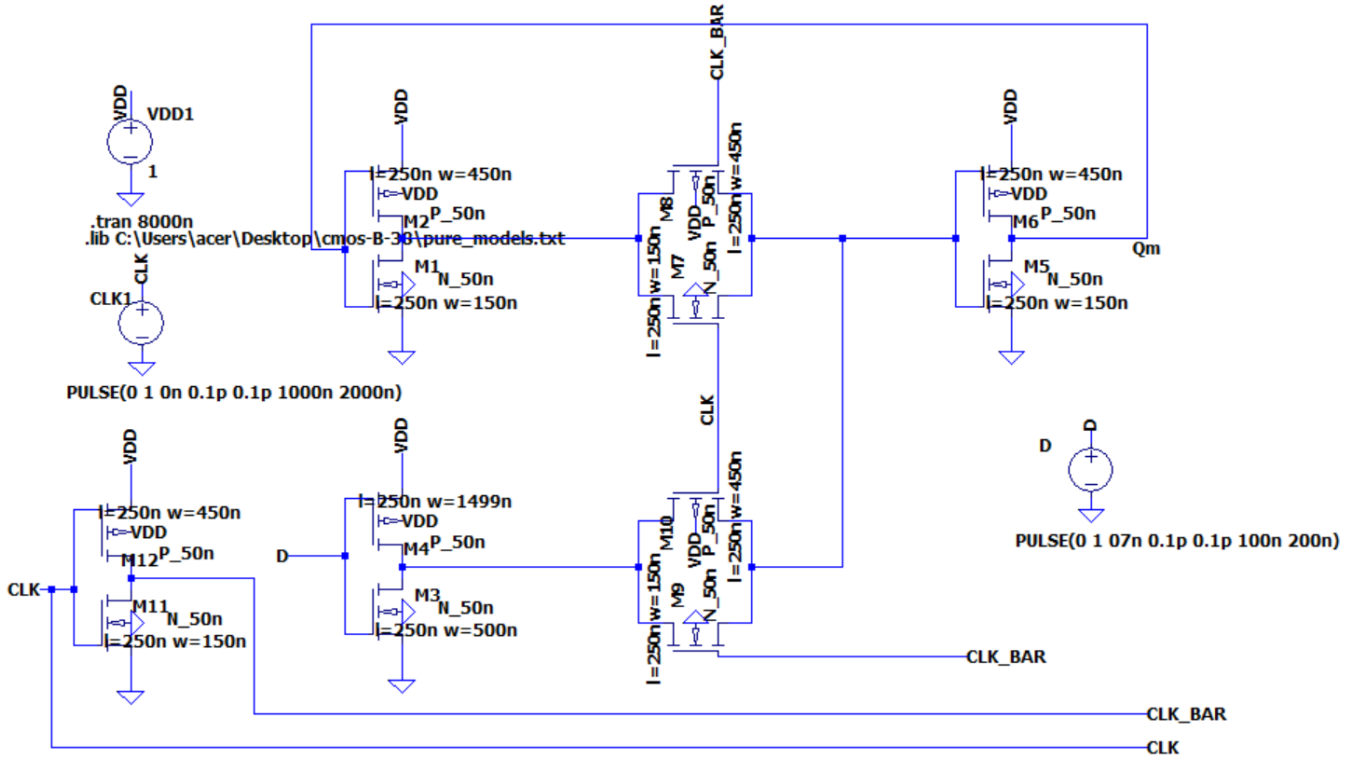 CLK_BAR
VDD
VDD1
1
.tran 8000n
.lib C:\Users\acer\Desktop\cmos-B-38\pure_models.txt
CLK
CLK1
PULSE(0 1 0n 0.1p 0.1p 1000n 2000n)
VDD
l=250n w=450n
VDD
M2
P_50n
M1
N_50n
l=250n w=150n
M8
VDD
P_50n
l=250n w=450n
M7
N_50n
l=250n w=150n
CLK
VDD
l=250n w=450n
VDD
M6
P_50n
Qm
M5
N_50n
l=250n w=150n
VDD
l=250n w=450n
VDD
M12
P_50n
CLK
M11
N_50n
l=250n w=150n
VDD
l=250n w=1499n
VDD
M4
P_50n
D
M3
N_50n
l=250n w=500n
M10
VDD
P_50n
l=250n w=450n
M9
N_50n
l=250n w=150n
CLK_BAR
D
D
PULSE(0 1 07n 0.1p 0.1p 100n 200n)
CLK_BAR
CLK